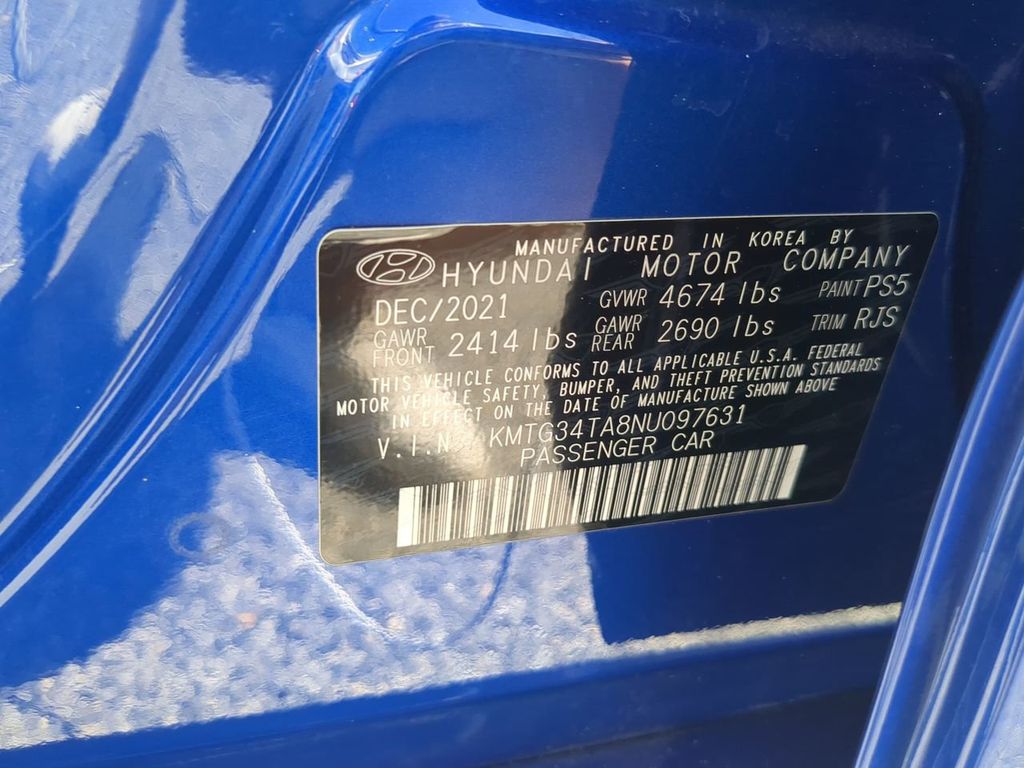 MANUFACTURED IN KOREA BY
HYUNDAI MOTOR COMPANY
DEC/2021 GVWR 4674 lbs PAINT PS5
GAWR FRONT 2414 lbs GAWR REAR 2690 lbs TRIM RJS
THIS VEHICLE CONFORMS TO ALL APPLICABLE U.S.A. FEDERAL
MOTOR VEHICLE SAFETY, BUMPER, AND THEFT PREVENTION STANDARDS
IN EFFECT ON THE DATE OF MANUFACTURE SHOWN ABOVE
V.I.N. KMTG34TA8NU097631
PASSENGER CAR